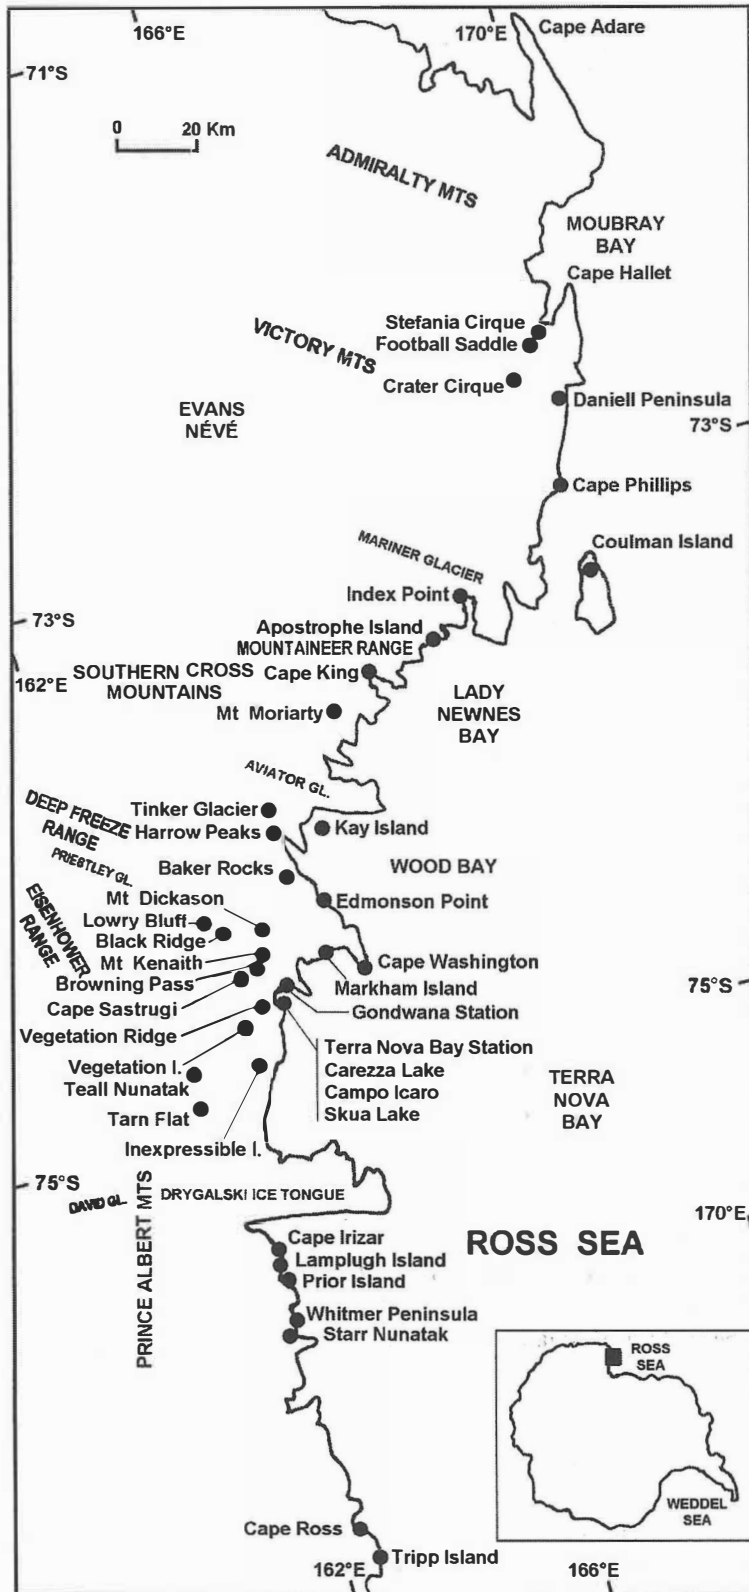 166°E
170°E
Cape Adare
71°S
0 20 Km
ADMIRALTY MTS
MOUBRAY
BAY
Cape Hallet
Stefania Cirque
Football Saddle
VICTORY MTS
Crater Cirque
Daniell Peninsula
EVANS
NÉVÉ
73°S
Cape Phillips
Coulman Island
MARINER GLACIER
Index Point
73°S
Apostrophe Island
MOUNTAINEER RANGE
162°E
SOUTHERN CROSS
MOUNTAINS
Cape King
LADY
NEWNES
BAY
Mt Moriarty
AVIATOR GL.
DEEP FREEZE
RANGE
Tinker Glacier
Harrow Peaks
Kay Island
PRIESTLEY GL.
Baker Rocks
WOOD BAY
EISENHOWER
RANGE
Mt Dickason
Edmonson Point
Lowry Bluff
Black Ridge
Mt Kenaith
Browning Pass
Cape Washington
Markham Island
75°S
Cape Sastrugi
Gondwana Station
Vegetation Ridge
Terra Nova Bay Station
Carezza Lake
Campo Icaro
Skua Lake
Vegetation I.
Teall Nunatak
TERRA
NOVA
BAY
Tarn Flat
Inexpressible I.
75°S
DAVID GL.
DRYGALSKI ICE TONGUE
PRINCE ALBERT MTS
170°E
ROSS SEA
Cape Irizar
Lamplugh Island
Prior Island
Whitmer Peninsula
Starr Nunatak
ROSS
SEA
WEDDEL
SEA
Cape Ross
Tripp Island
162°E
166°E